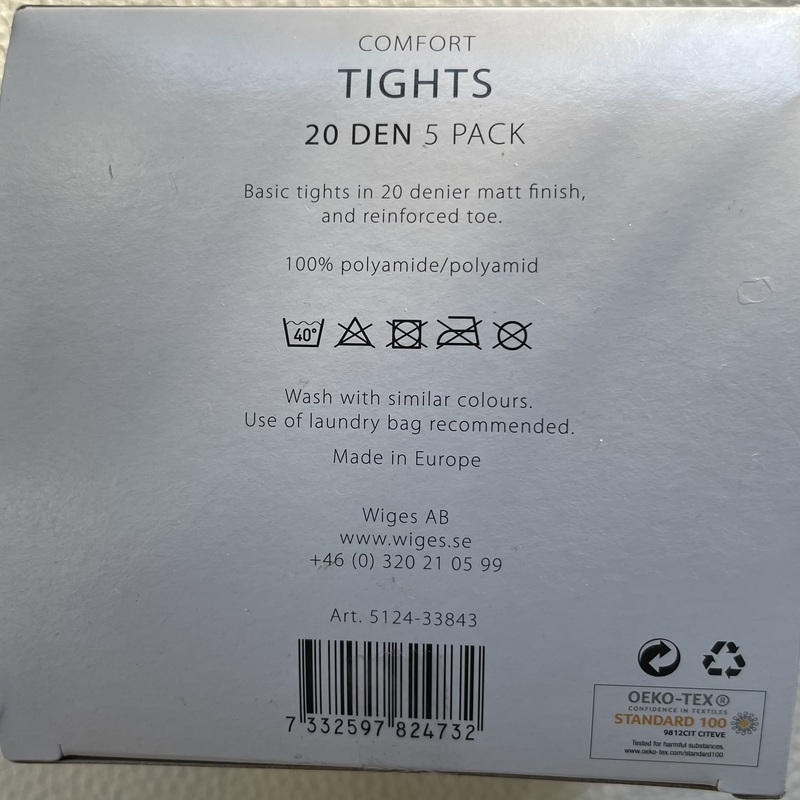 COMFORT
TIGHTS
20 DEN 5 PACK
Basic tights in 20 denier matt finish,
and reinforced toe.
100% polyamide/polyamid
40°
Wash with similar colours.
Use of laundry bag recommended.
Made in Europe
Wiges AB
www.wiges.se
+46 (0) 320 21 05 99
Art. 5124-33843
7 332597 824732
OEKO-TEX®
CONFIDENCE IN TEXTILES
STANDARD 100
9812CIT CITEVE
Tested for harmful substances.
www.oeko-tex.com/standard100